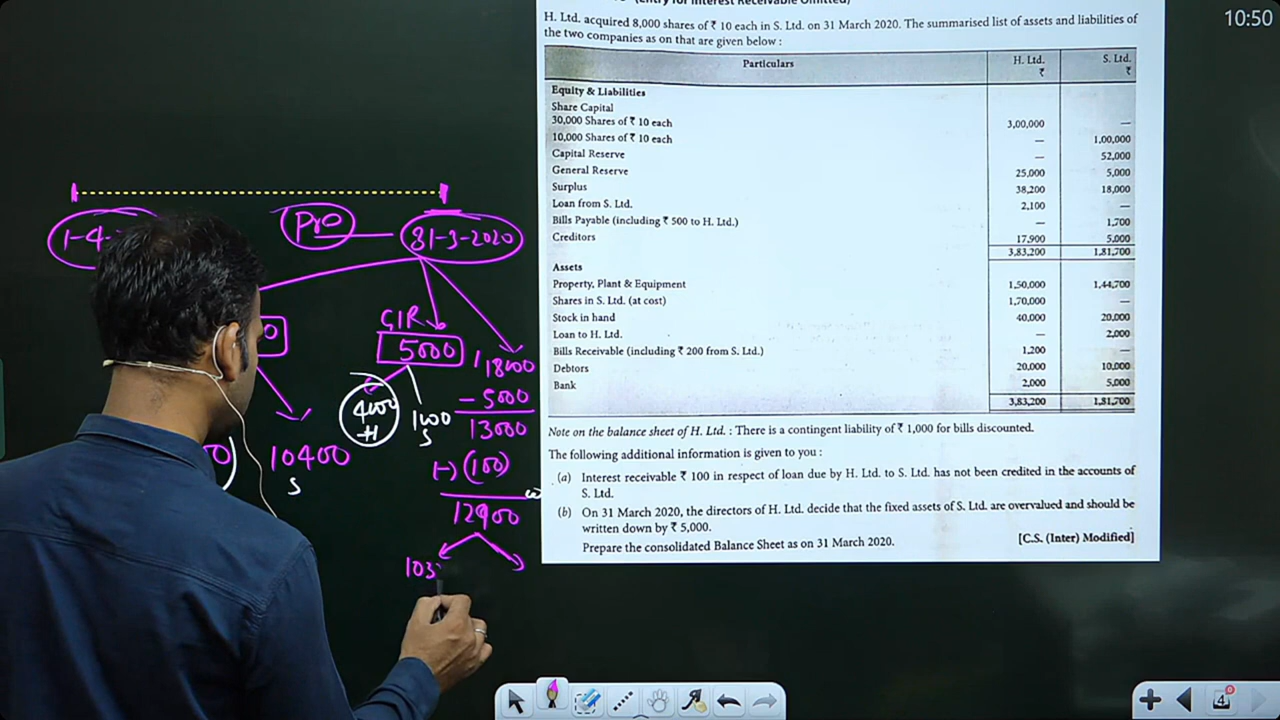 10:50
H. Ltd. acquired 8,000 shares of ₹ 10 each in S. Ltd. on 31 March 2020. The summarised list of assets and liabilities of
the two companies as on that are given below :
Particulars H. Ltd. ₹ S. Ltd. ₹
Equity & Liabilities
Share Capital
30,000 Shares of ₹ 10 each 3,00,000 —
10,000 Shares of ₹ 10 each — 1,00,000
Capital Reserve — 52,000
General Reserve 25,000 5,000
Surplus 38,200 18,000
Loan from S. Ltd. 2,100 —
Bills Payable (including ₹ 500 to H. Ltd.) — 1,700
Creditors 17,900 5,000
3,83,200 1,81,700
Assets
Property, Plant & Equipment 1,50,000 1,44,700
Shares in S. Ltd. (at cost) 1,70,000 —
Stock in hand 40,000 20,000
Loan to H. Ltd. — 2,000
Bills Receivable (including ₹ 200 from S. Ltd.) 1,200 —
Debtors 20,000 10,000
Bank 2,000 5,000
3,83,200 1,81,700
Note on the balance sheet of H. Ltd. : There is a contingent liability of ₹ 1,000 for bills discounted.
The following additional information is given to you :
(a) Interest receivable ₹ 100 in respect of loan due by H. Ltd. to S. Ltd. has not been credited in the accounts of
S. Ltd.
(b) On 31 March 2020, the directors of H. Ltd. decide that the fixed assets of S. Ltd. are overvalued and should be
written down by ₹ 5,000.
Prepare the consolidated Balance Sheet as on 31 March 2020. [C.S. (Inter) Modified]
1-4-
Pre
31-3-2020
G/R
5000
18000
4000
H
1000
S
- 5000
13000
10400
S
(-) (100)
12900
103
4